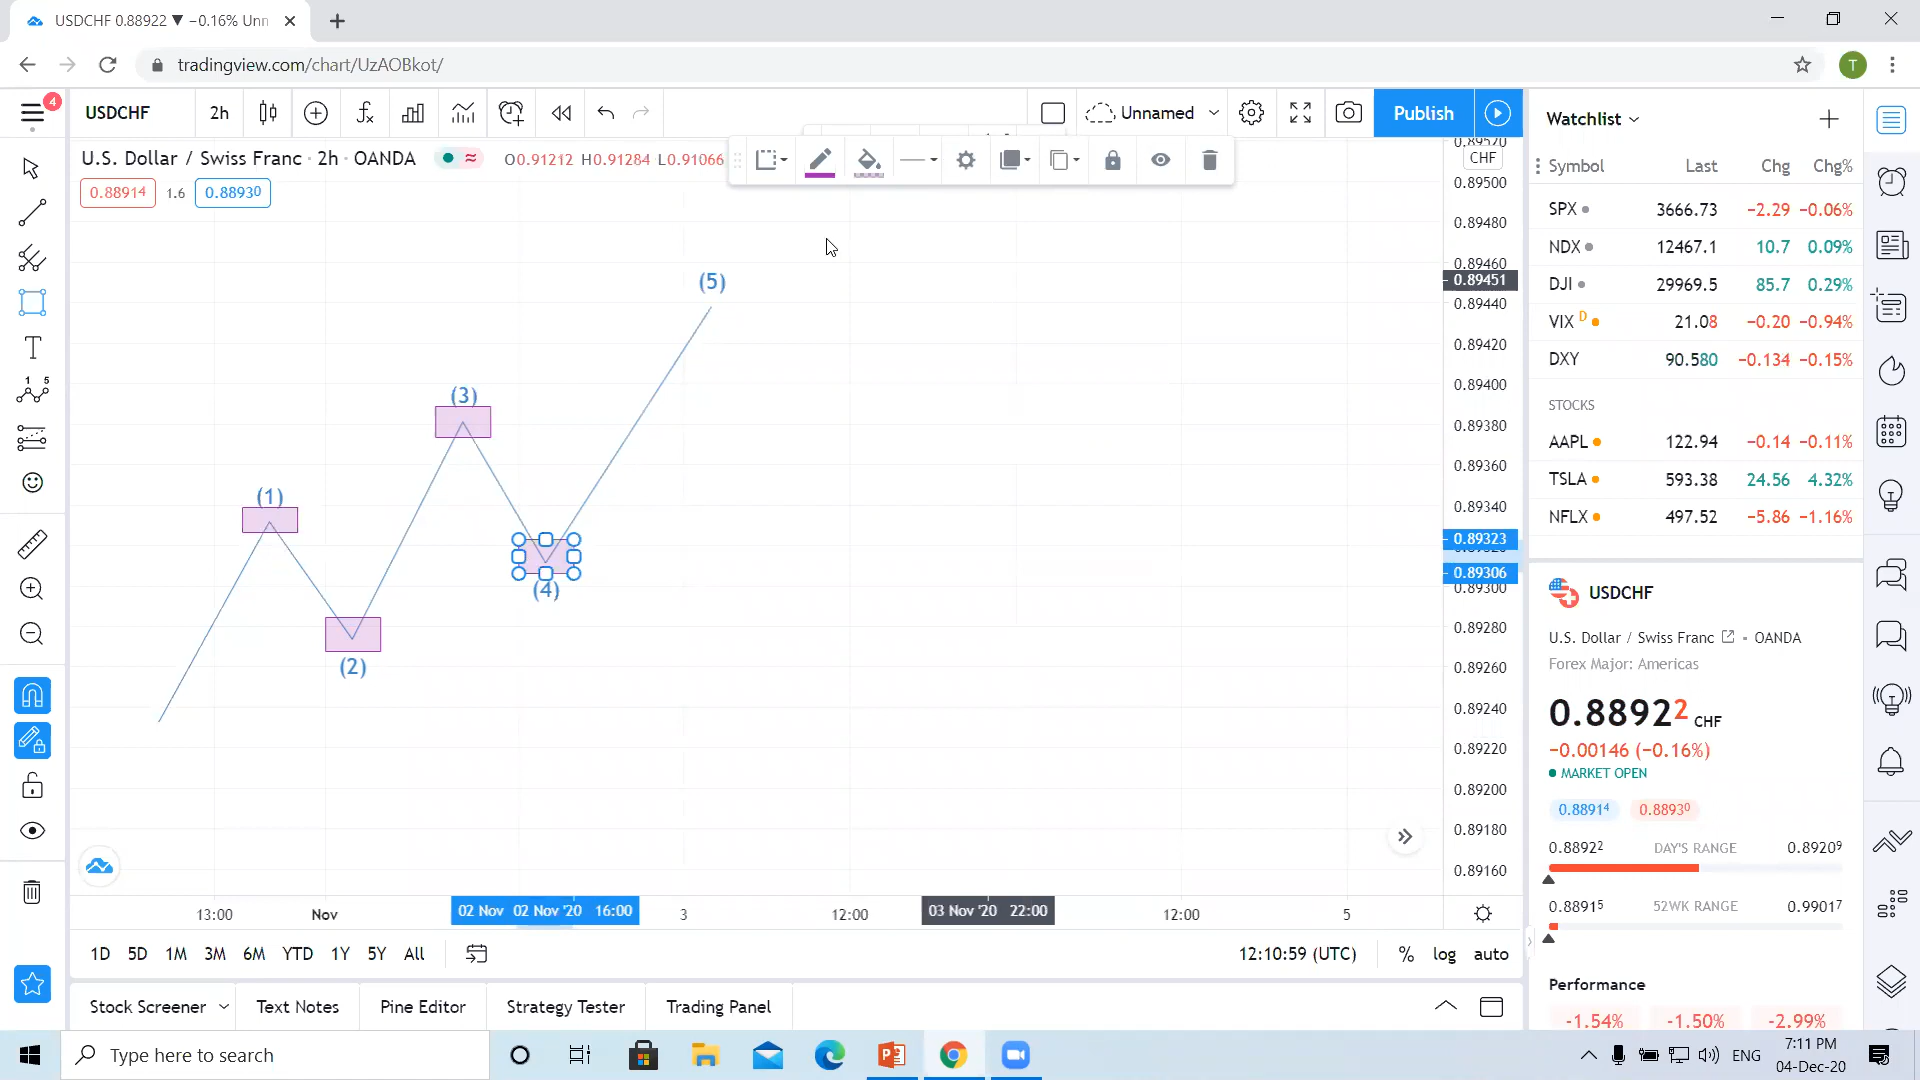 USDCHF 0.88922 ▼ −0.16% Unn
tradingview.com/chart/UzAOBkot/
4
USDCHF
2h
Unnamed
Publish
T
U.S. Dollar / Swiss Franc · 2h · OANDA
O0.91212 H0.91284 L0.91066
0.88914
1.6
0.88930
CHF
0.89570
0.89500
0.89480
0.89460
0.89451
0.89440
0.89420
0.89400
0.89380
0.89360
0.89340
0.89323
0.89306
0.89300
0.89280
0.89260
0.89240
0.89220
0.89200
0.89180
0.89160
(1)
(2)
(3)
(4)
(5)
13:00
Nov
02 Nov
02 Nov '20 16:00
3
12:00
03 Nov '20 22:00
12:00
5
1D 5D 1M 3M 6M YTD 1Y 5Y All
12:10:59 (UTC)
% log auto
Stock Screener
Text Notes
Pine Editor
Strategy Tester
Trading Panel
Watchlist
Symbol Last Chg Chg%
SPX 3666.73 −2.29 −0.06%
NDX 12467.1 10.7 0.09%
DJI 29969.5 85.7 0.29%
VIX D 21.08 −0.20 −0.94%
DXY 90.580 −0.134 −0.15%
STOCKS
AAPL 122.94 −0.14 −0.11%
TSLA 593.38 24.56 4.32%
NFLX 497.52 −5.86 −1.16%
USDCHF
U.S. Dollar / Swiss Franc OANDA
Forex Major: Americas
0.88922 CHF
−0.00146 (−0.16%)
MARKET OPEN
0.88914
0.88930
0.88922 DAY'S RANGE 0.89209
0.88915 52WK RANGE 0.99017
Performance
-1.54% -1.50% -2.99%
Type here to search
ENG
7:11 PM
04-Dec-20